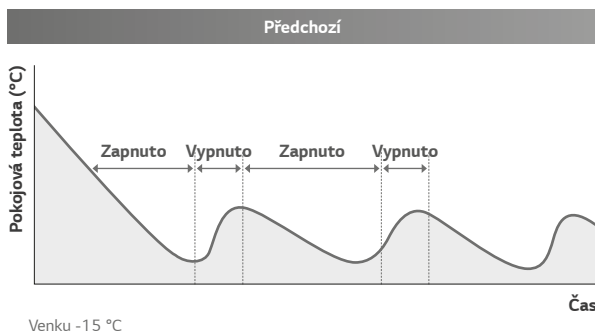 Předchozí
Pokojová teplota (°C)
Zapnuto Vypnuto Zapnuto Vypnuto
Čas
Venku -15 °C